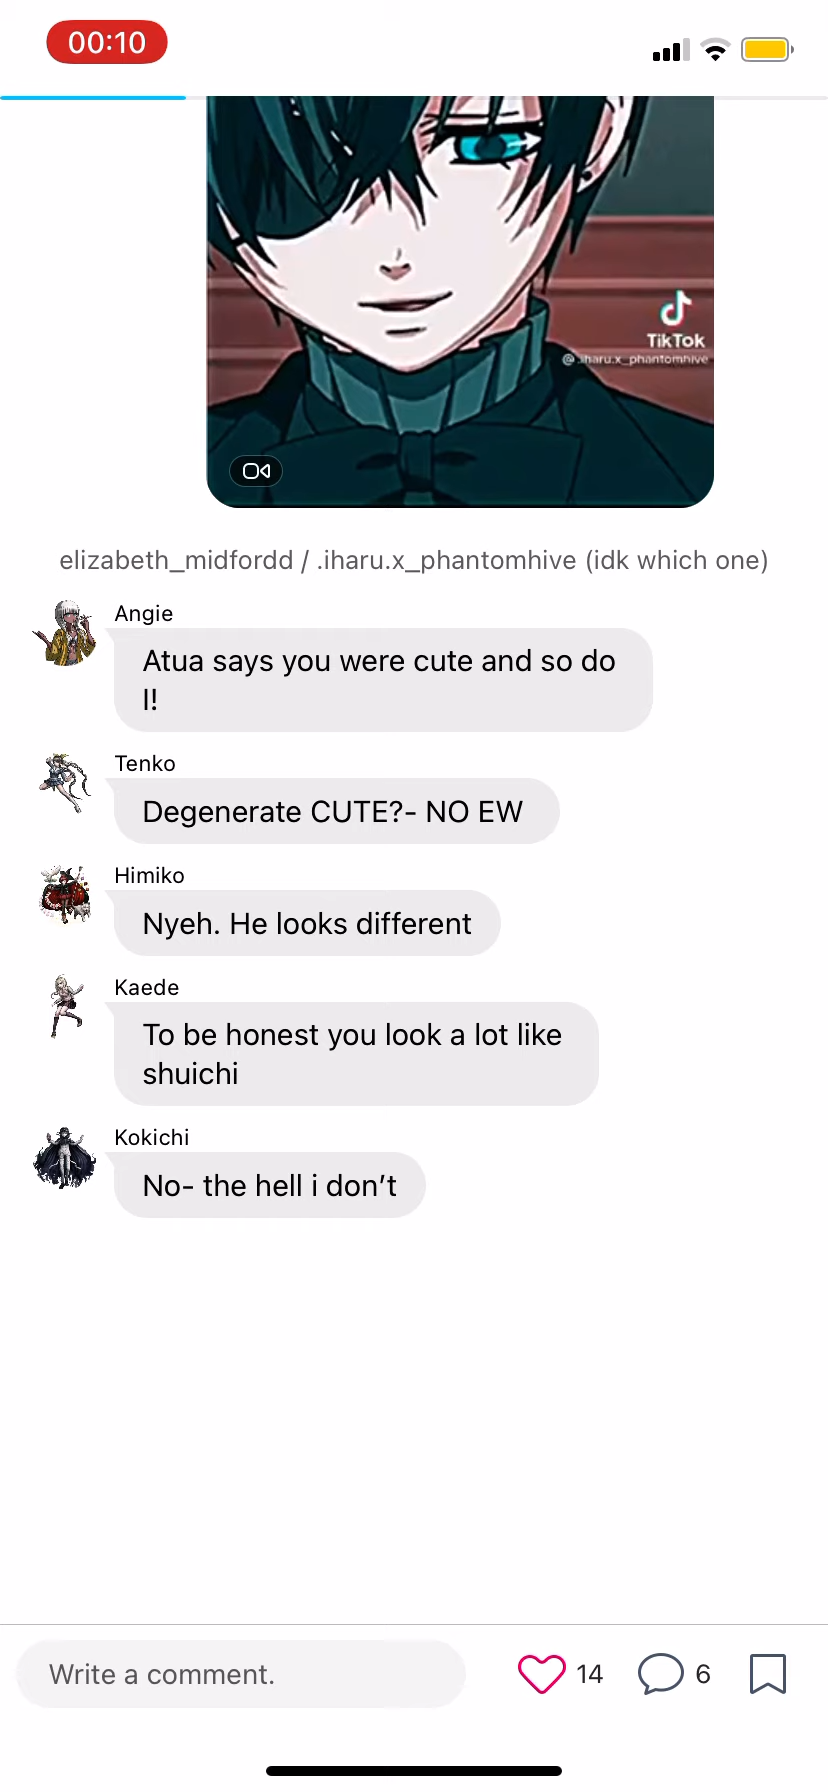 00:10
TikTok
@.iharu.x_phantomhive
elizabeth_midfordd / .iharu.x_phantomhive (idk which one)
Angie
Atua says you were cute and so do
I!
Tenko
Degenerate CUTE?- NO EW
Himiko
Nyeh. He looks different
Kaede
To be honest you look a lot like
shuichi
Kokichi
No- the hell i don’t
Write a comment.
14
6